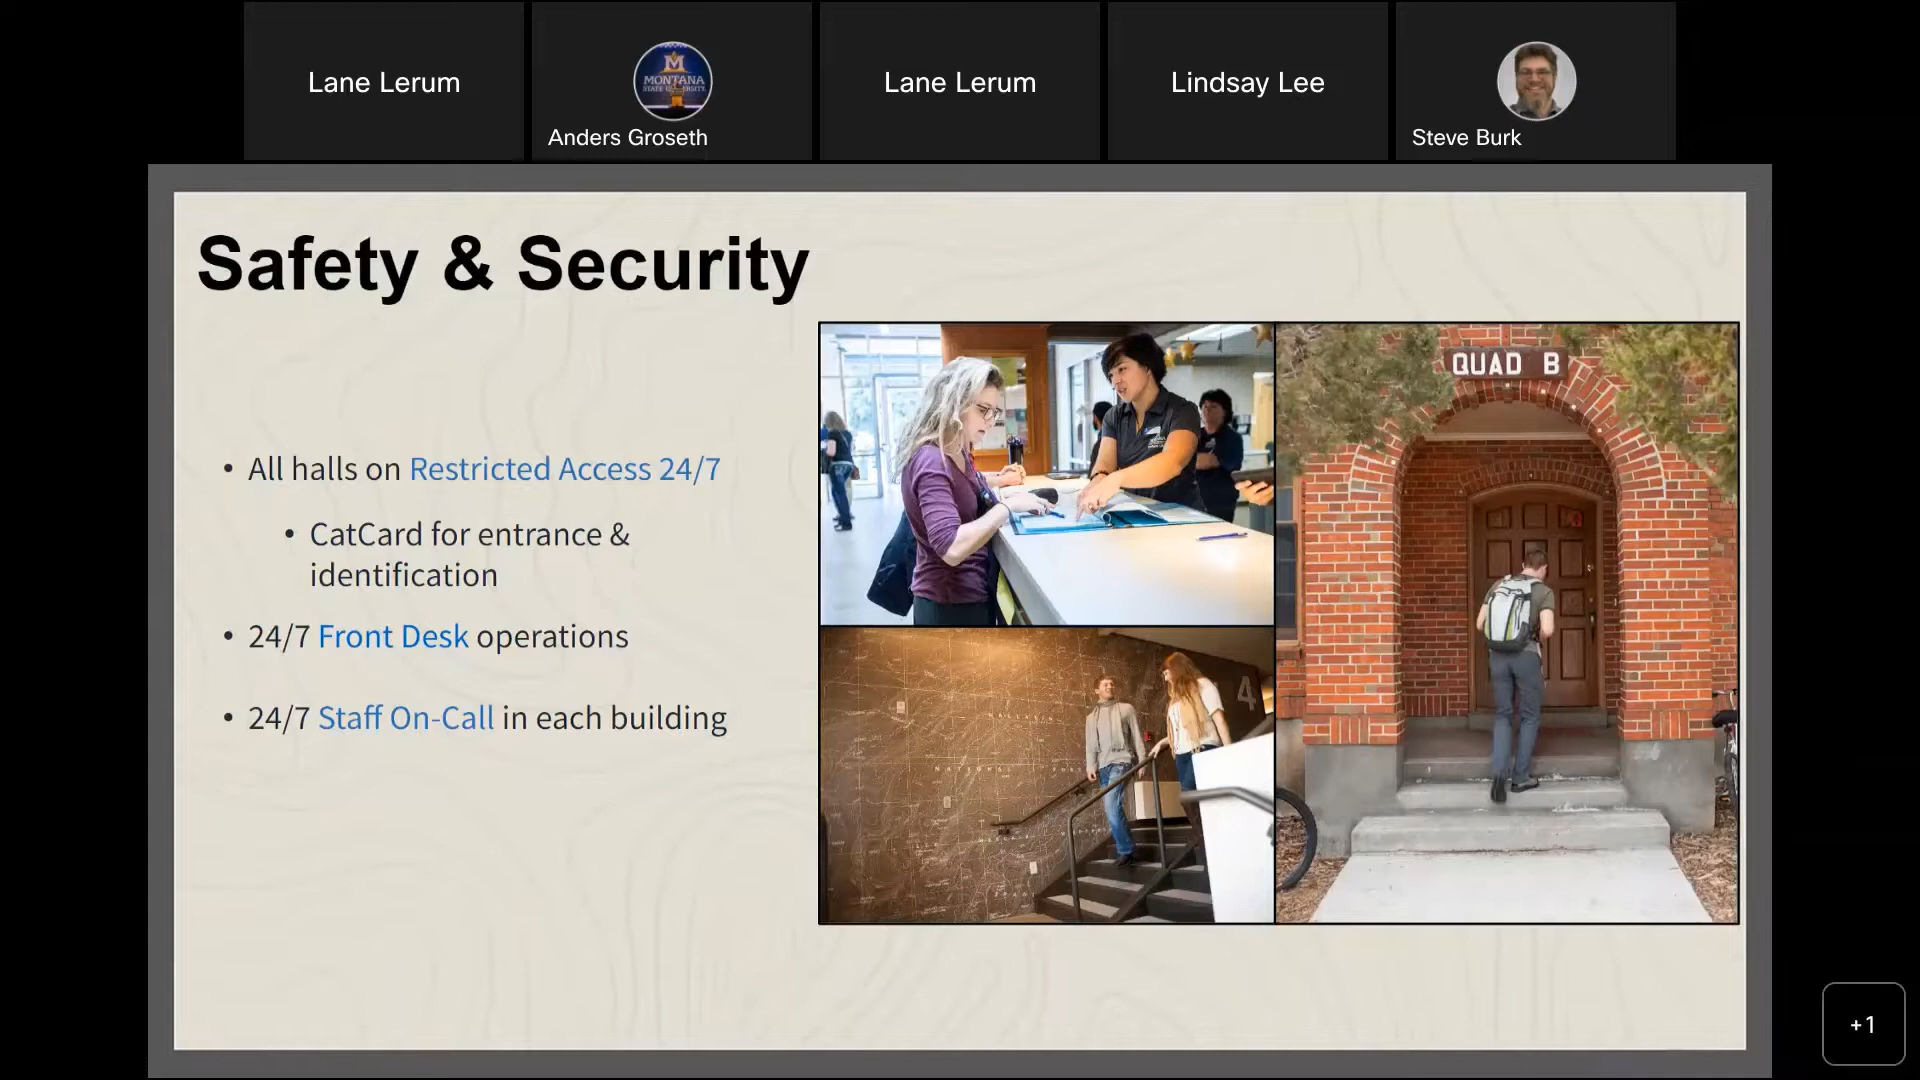 Lane Lerum
MONTANA
STATE UNIVERSITY
Anders Groseth
Lane Lerum
Lindsay Lee
Steve Burk
Safety & Security
• All halls on Restricted Access 24/7
• CatCard for entrance &
identification
• 24/7 Front Desk operations
• 24/7 Staff On-Call in each building
QUAD B
4
+1